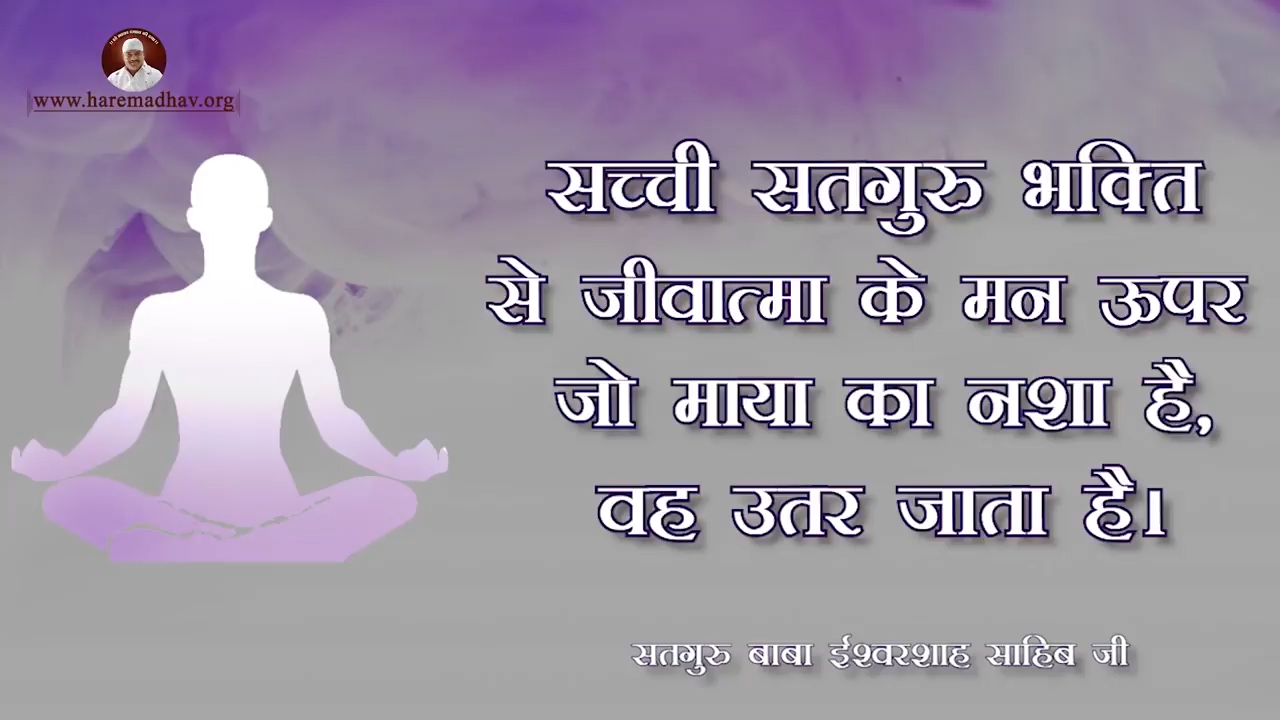 www.haremadhav.org
सच्ची सतगुरु भक्ति
से जीवात्मा के मन ऊपर
जो माया का नशा है,
वह उतर जाता है।
सतगुरु बाबा ईश्वरशाह साहिब जी